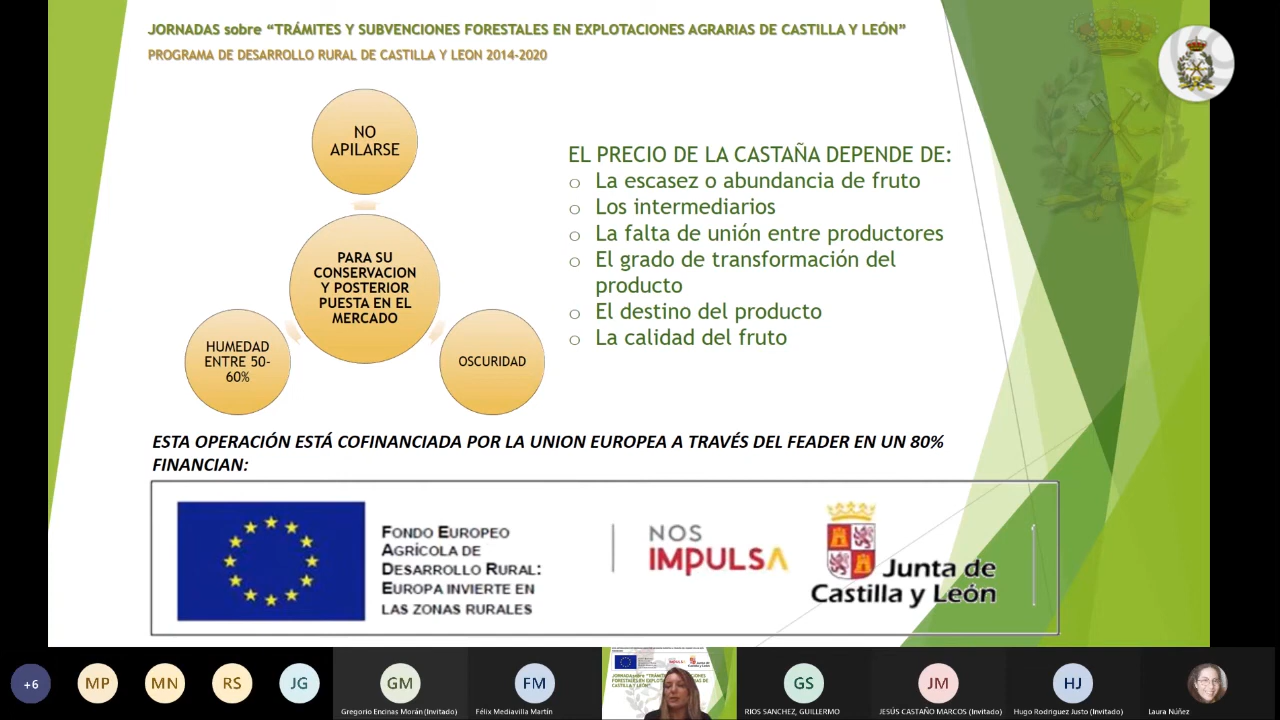 JORNADAS sobre “TRÁMITES Y SUBVENCIONES FORESTALES EN EXPLOTACIONES AGRARIAS DE CASTILLA Y LEÓN”
PROGRAMA DE DESARROLLO RURAL DE CASTILLA Y LEON 2014-2020
NO
APILARSE
PARA SU
CONSERVACION
Y POSTERIOR
PUESTA EN EL
MERCADO
HUMEDAD
ENTRE 50-
60%
OSCURIDAD
EL PRECIO DE LA CASTAÑA DEPENDE DE:
o La escasez o abundancia de fruto
o Los intermediarios
o La falta de unión entre productores
o El grado de transformación del
producto
o El destino del producto
o La calidad del fruto
ESTA OPERACIÓN ESTÁ COFINANCIADA POR LA UNION EUROPEA A TRAVÉS DEL FEADER EN UN 80%
FINANCIAN:
FONDO EUROPEO
AGRÍCOLA DE
DESARROLLO RURAL:
EUROPA INVIERTE EN
LAS ZONAS RURALES
NOS
IMPULSA
Junta de
Castilla y León
+6
MP
MN
RS
JG
GM
Gregorio Encinas Morán (Invitado)
FM
Félix Mediavilla Martín
GS
RIOS SANCHEZ, GUILLERMO
JM
JESÚS CASTAÑO MARCOS (Invitado)
HJ
Hugo Rodriguez Justo (Invitado)
Laura Núñez